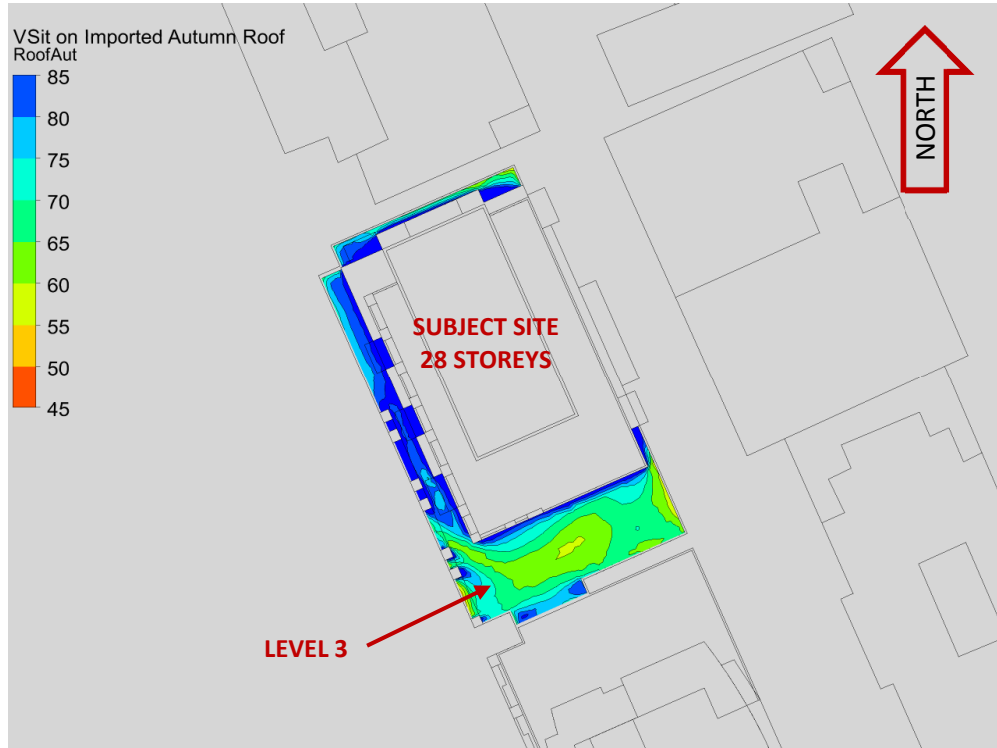 VSit on Imported Autumn Roof
RoofAut
85
80
75
70
65
60
55
50
45
NORTH
SUBJECT SITE
28 STOREYS
LEVEL 3